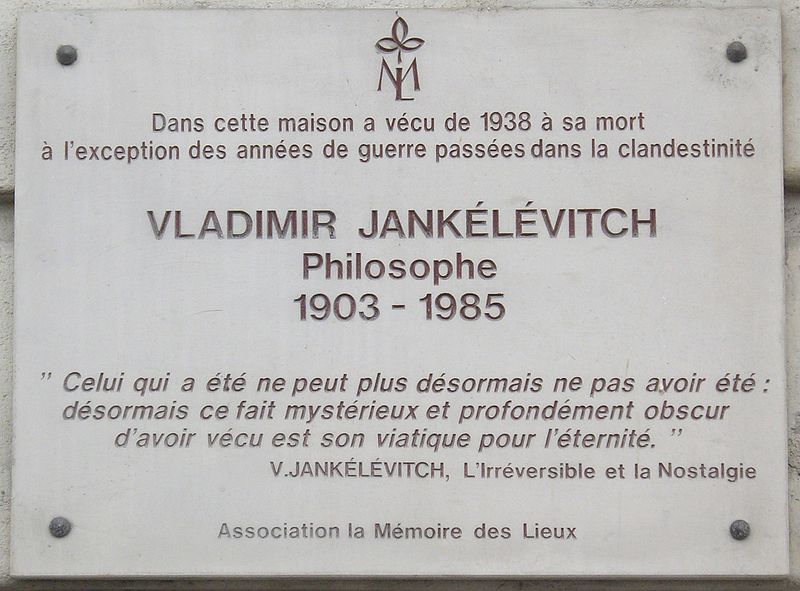 Dans cette maison a vécu de 1938 à sa mort
à l'exception des années de guerre passées dans la clandestinité
VLADIMIR JANKÉLÉVITCH
Philosophe
1903 - 1985
" Celui qui a été ne peut plus désormais ne pas avoir été :
désormais ce fait mystérieux et profondément obscur
d'avoir vécu est son viatique pour l'éternité. "
V.JANKÉLÉVITCH, L'Irréversible et la Nostalgie
Association la Mémoire des Lieux